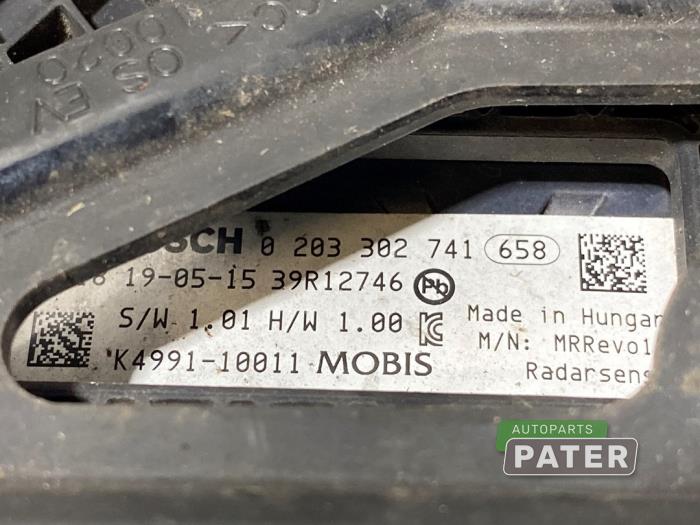 SCH 0 203 302 741 658
19-05-15 39R12746 Pb
S/W 1.01 H/W 1.00
Made in Hungar
M/N: MRRevo1
K4991-10011 MOBIS
Radarsens
AUTOPARTS
PATER